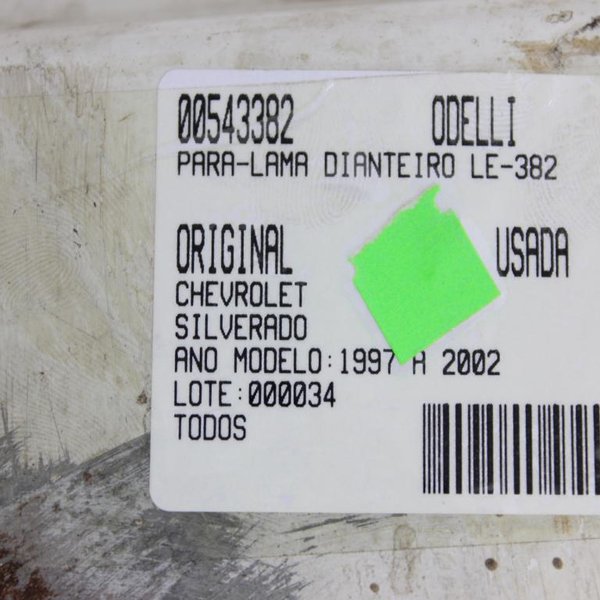 00543382 ODELLI
PARA-LAMA DIANTEIRO LE-382
ORIGINAL USADA
CHEVROLET
SILVERADO
ANO MODELO:1997 A 2002
LOTE:000034
TODOS